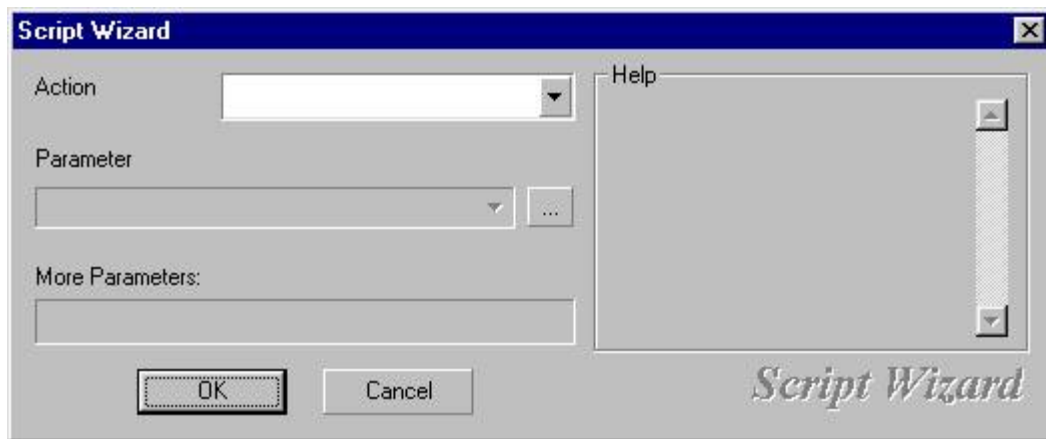 Script Wizard
Action
Help
Parameter
...
More Parameters:
OK
Cancel
Script Wizard